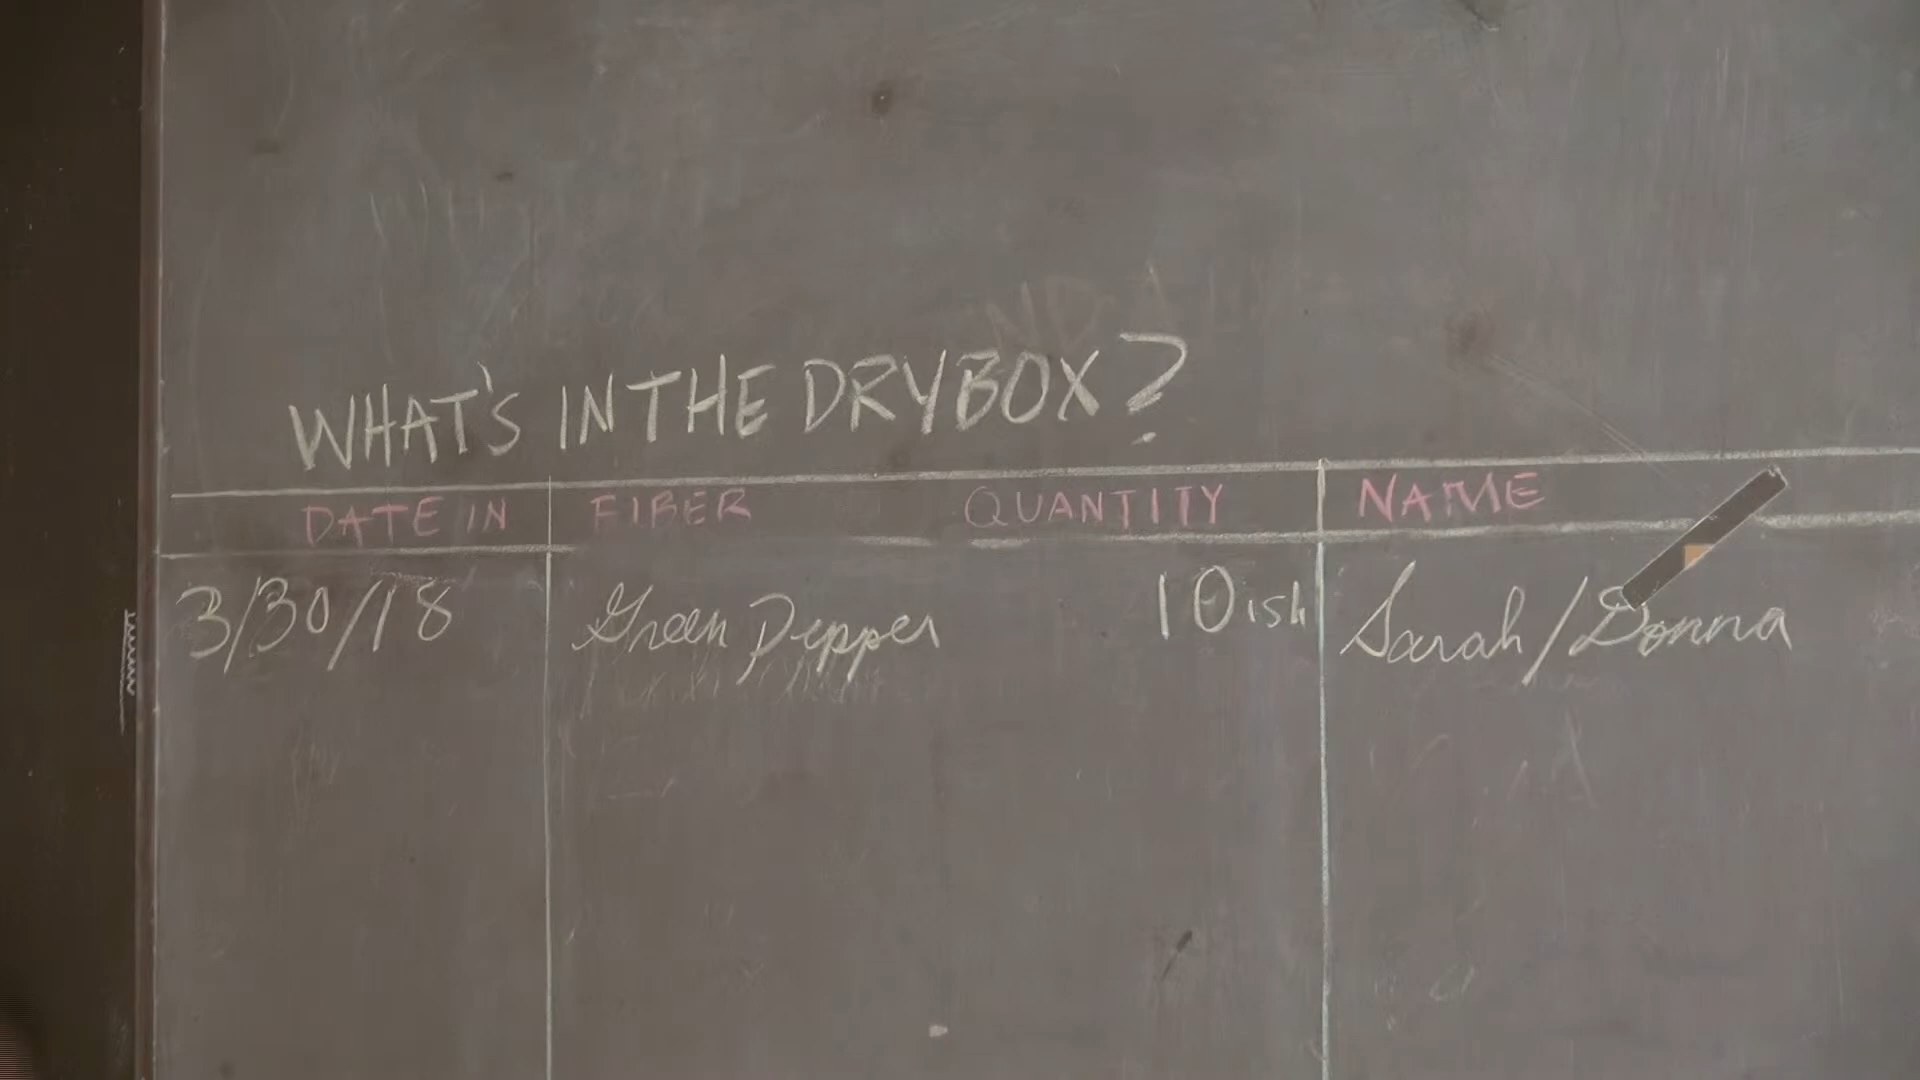 WHAT'S IN THE DRYBOX?
DATE IN FIBER QUANTITY NAME
3/30/18 Green Pepper 10ish Sarah/Donna